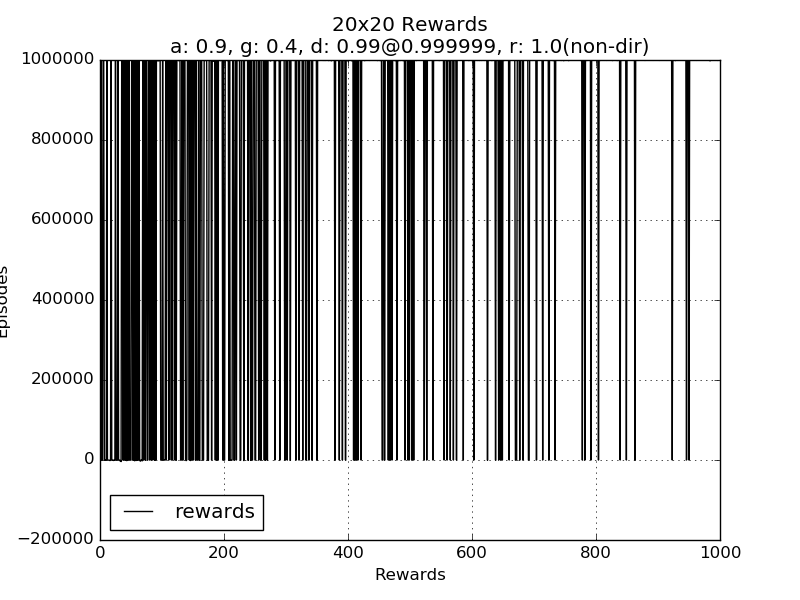 20x20 Rewards
a: 0.9, g: 0.4, d: 0.99@0.999999, r: 1.0(non-dir)
1000000
800000
600000
400000
200000
0
−200000
Episodes
rewards
0 200 400 600 800 1000
Rewards